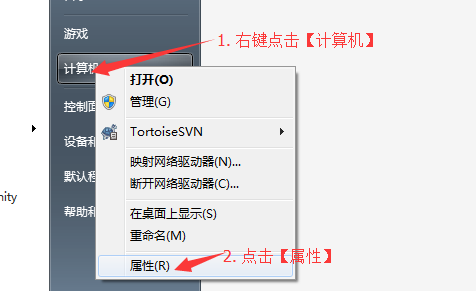 游戏
1. 右键点击【计算机】
计算机
打开(O)
管理(G)
控制面
TortoiseSVN
设备和
映射网络驱动器(N)...
默认程
断开网络驱动器(C)...
nity
帮助和
在桌面上显示(S)
重命名(M)
属性(R)
2. 点击【属性】